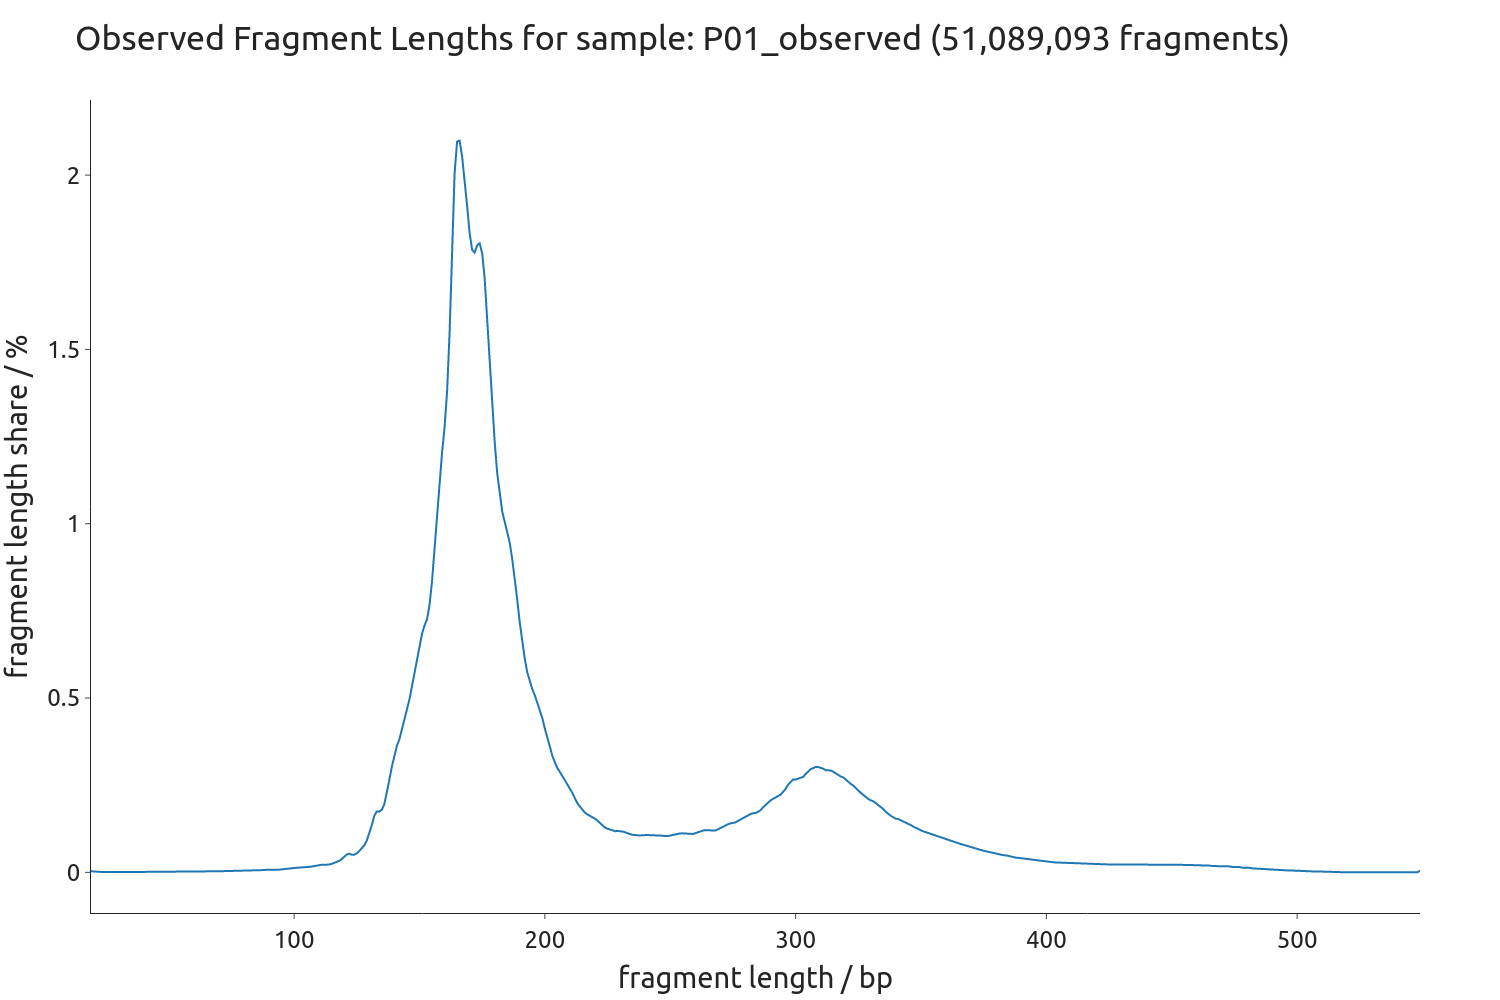 Observed Fragment Lengths for sample: P01_observed (51,089,093 fragments)
fragment length share / %
2
1.5
1
0.5
0
100 200 300 400 500
fragment length / bp